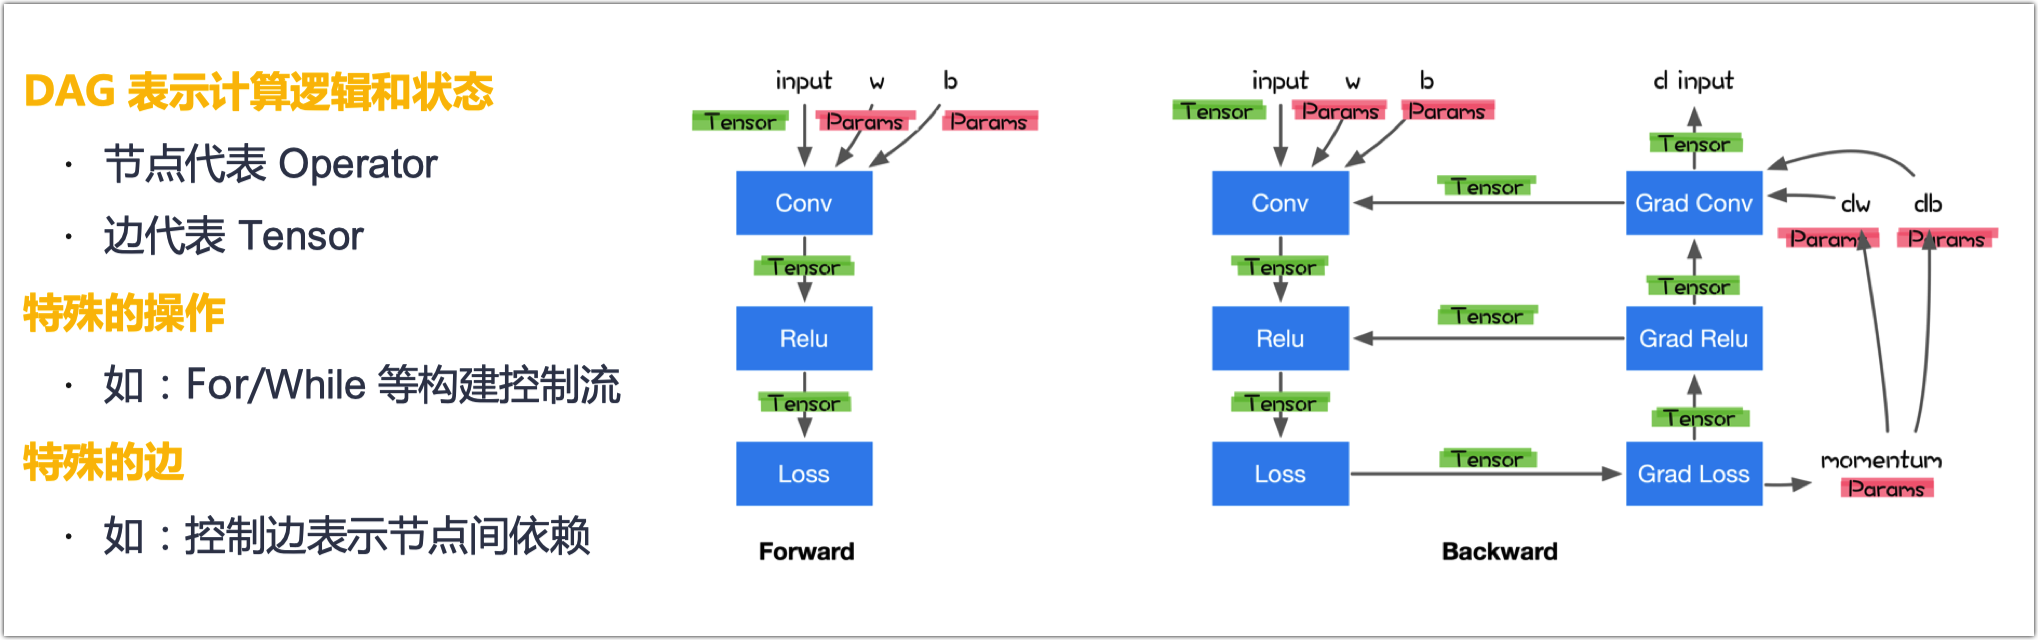 DAG 表示计算逻辑和状态
· 节点代表 Operator
· 边代表 Tensor
特殊的操作
· 如：For/While 等构建控制流
特殊的边
· 如：控制边表示节点间依赖
input w b
Tensor Params Params
Conv
Tensor
Relu
Tensor
Loss
Forward
input w b d input
Tensor Params Params
Tensor
Conv Tensor Grad Conv dw db
Params Params
Tensor Tensor
Relu Tensor Grad Relu
Tensor Tensor
Loss Tensor Grad Loss momentum
Params
Backward